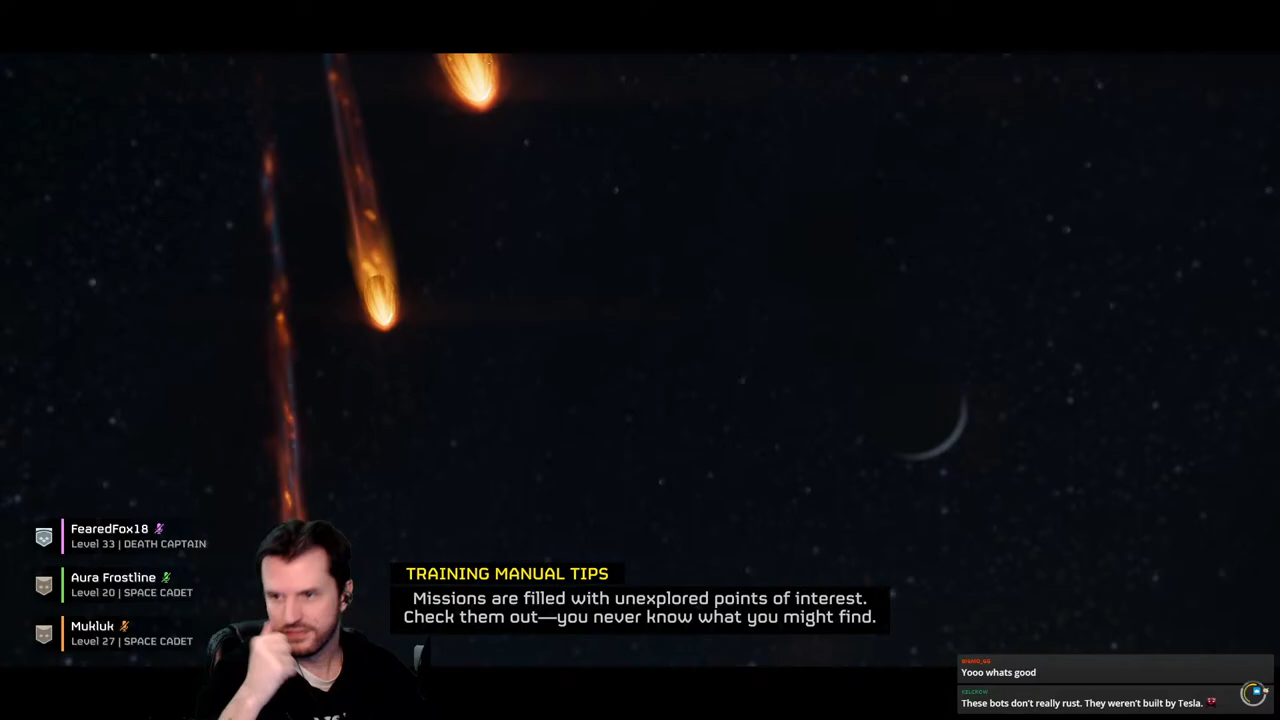 FearedFox18
Level 33 | DEATH CAPTAIN
Aura Frostline
Level 20 | SPACE CADET
Mukluk
Level 27 | SPACE CADET
TRAINING MANUAL TIPS
Missions are filled with unexplored points of interest.
Check them out—you never know what you might find.
Yooo whats good
These bots don't really rust. They weren't built by Tesla.